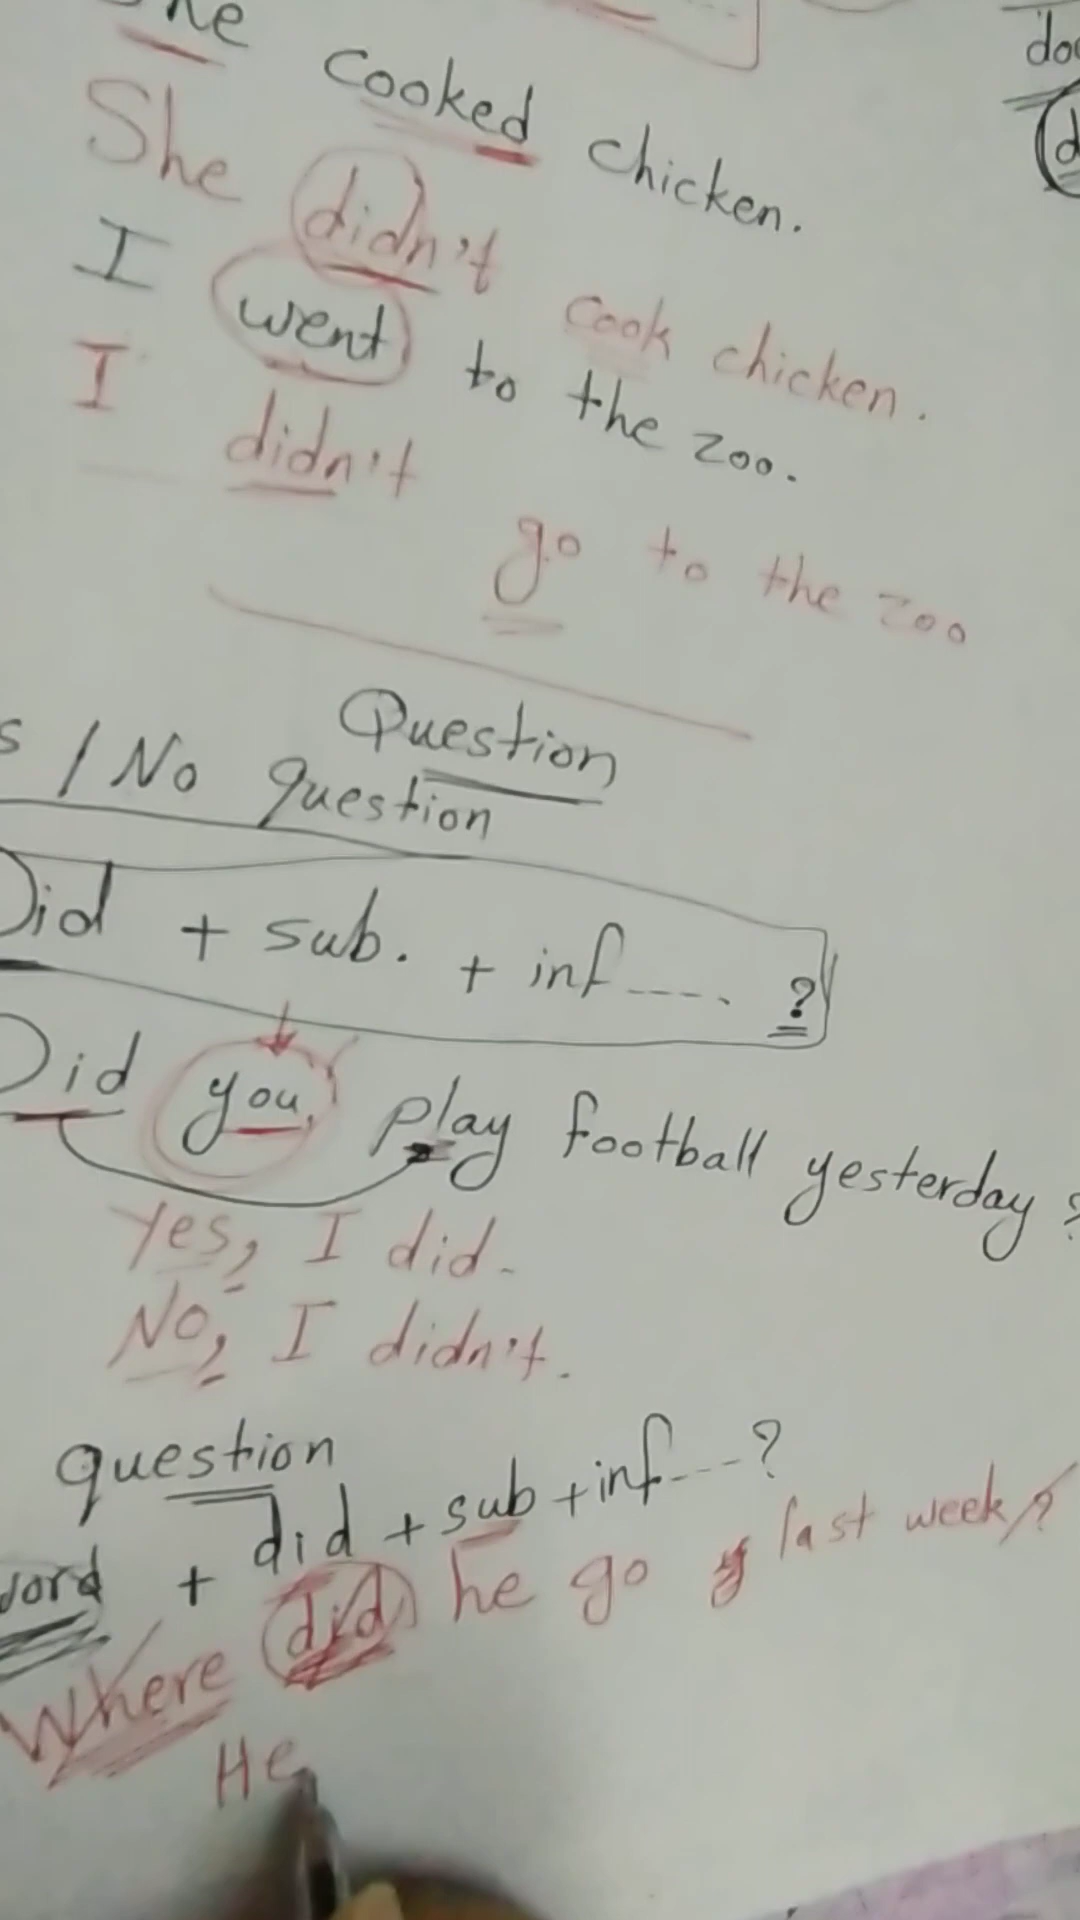 cooked chicken.
She didn't cook chicken.
I went to the zoo.
I didn't go to the zoo
Question
/ No question
Did + sub. + inf ----. ?
Did you play football yesterday ?
Yes, I did.
No, I didn't.
question
+ did + sub + inf ---- ?
Where did he go last week?
He